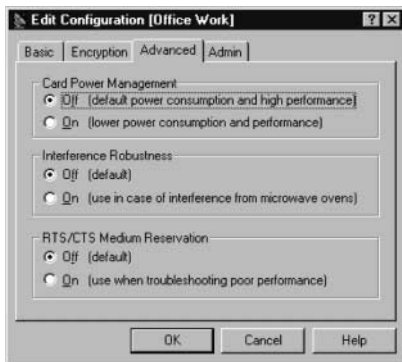 Edit Configuration [Office Work]
Basic Encryption Advanced Admin
Card Power Management
Off (default power consumption and high performance)
On (lower power consumption and performance)
Interference Robustness
Off (default)
On (use in case of interference from microwave ovens)
RTS/CTS Medium Reservation
Off (default)
On (use when troubleshooting poor performance)
OK Cancel Help